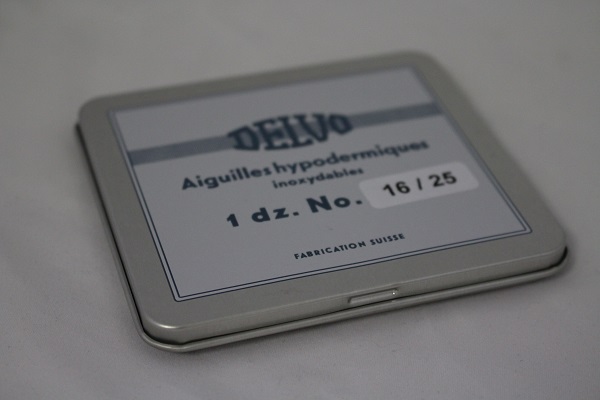 DELVO
Aiguilles hypodermiques
inoxydables
1 dz. No. 16 / 25
FABRICATION SUISSE